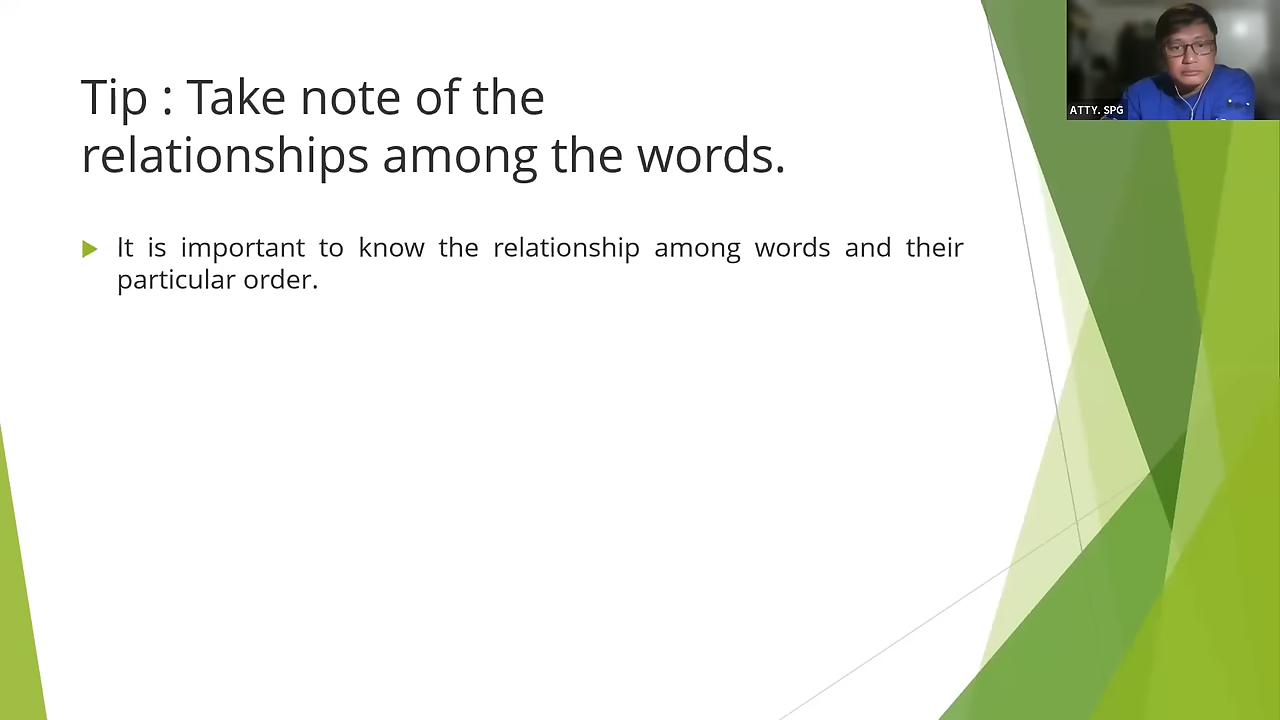 Tip : Take note of the
relationships among the words.
It is important to know the relationship among words and their
particular order.
ATTY. SPG